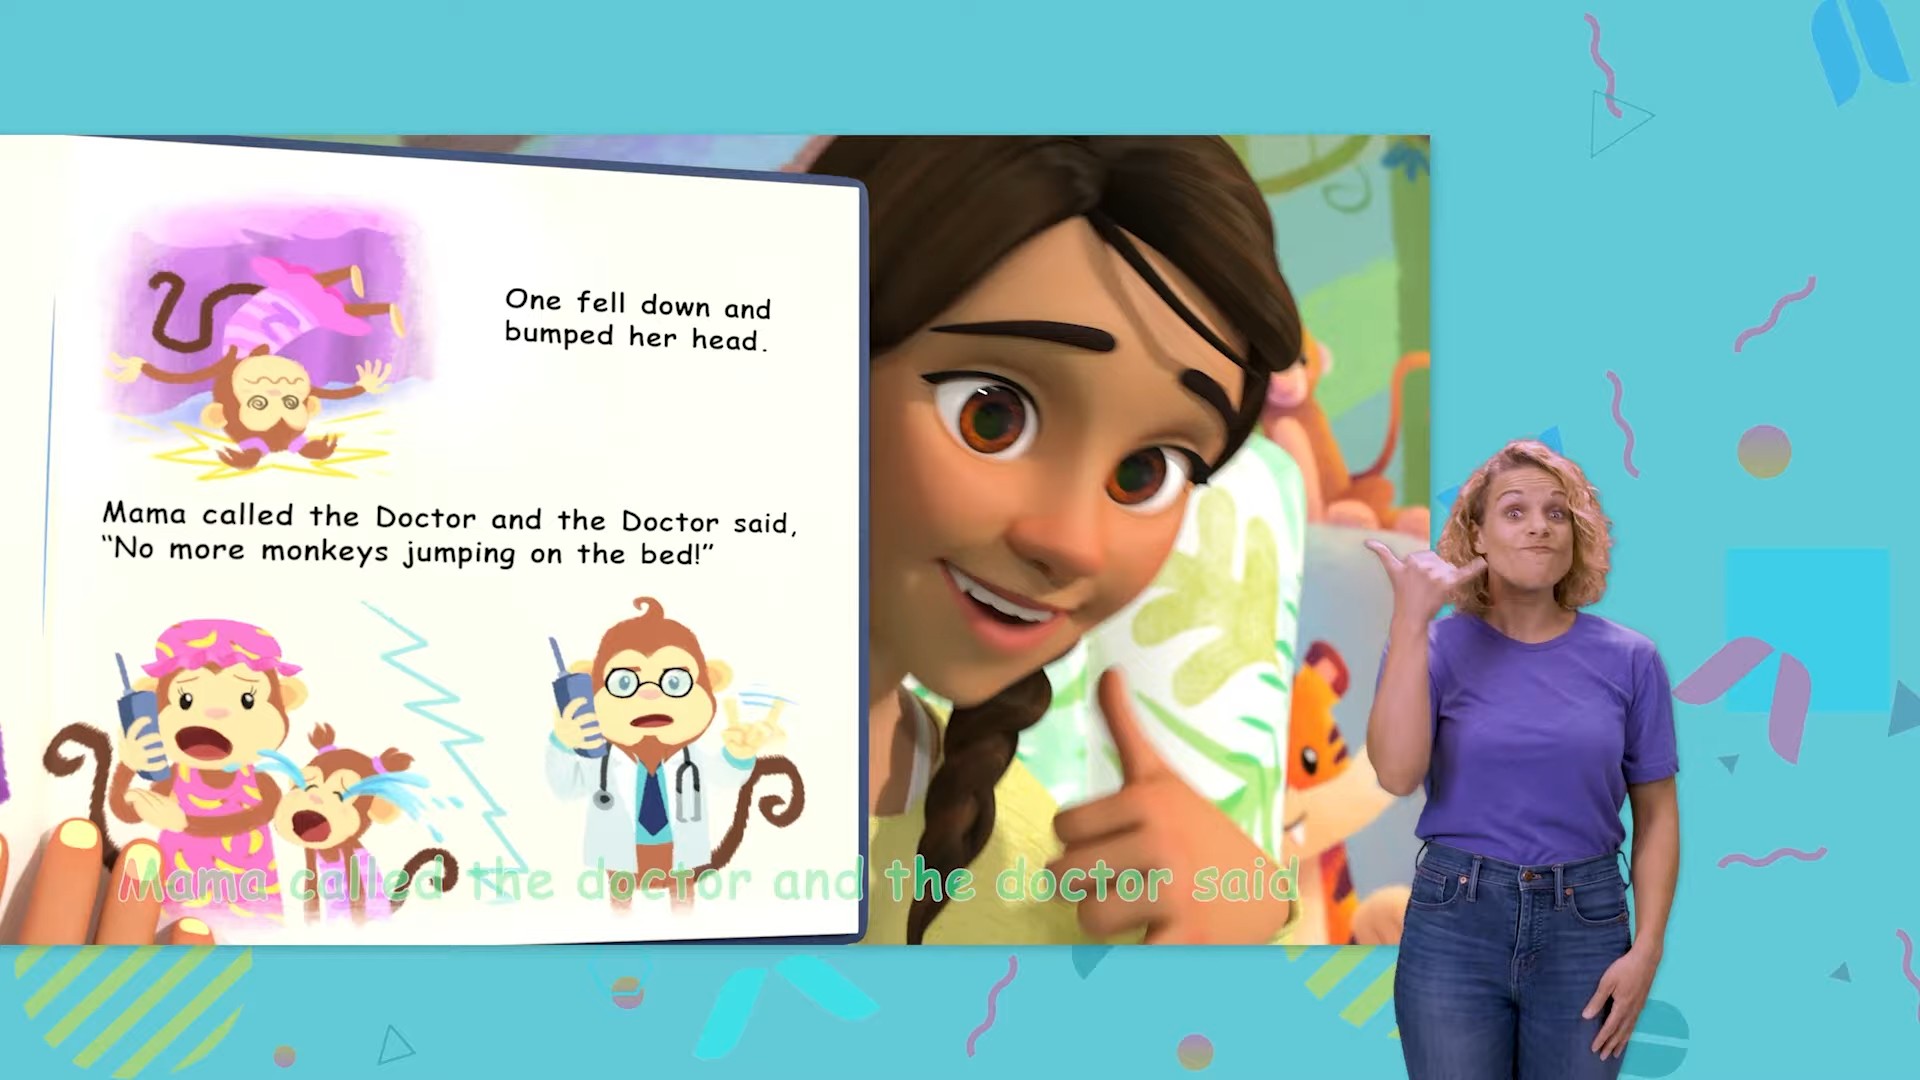 One fell down and
bumped her head.
Mama called the Doctor and the Doctor said,
“No more monkeys jumping on the bed!”
Mama called the doctor and the doctor said